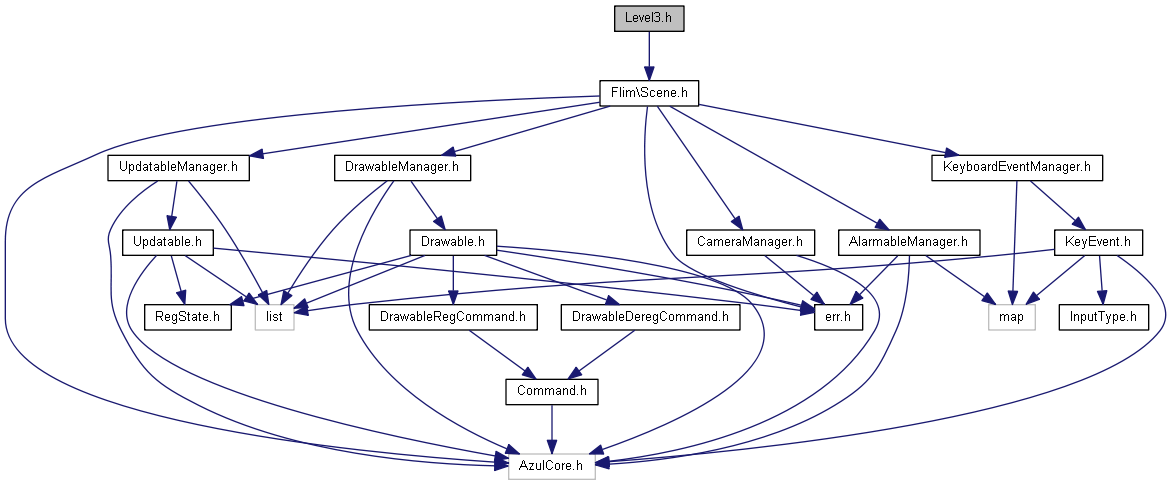 Level3.h
Flim\Scene.h
UpdatableManager.h
DrawableManager.h
KeyboardEventManager.h
Updatable.h
Drawable.h
CameraManager.h
AlarmableManager.h
KeyEvent.h
RegState.h
list
DrawableRegCommand.h
DrawableDeregCommand.h
err.h
map
InputType.h
Command.h
AzulCore.h